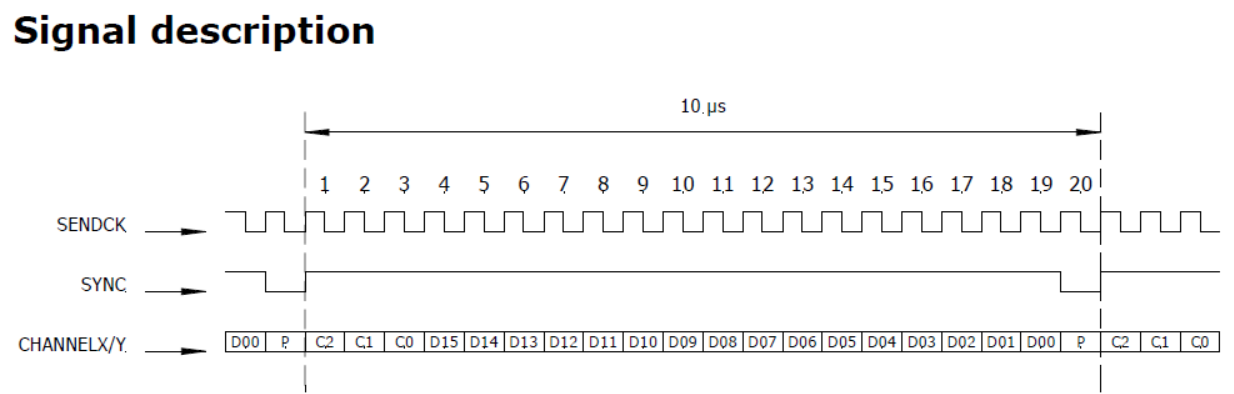 Signal description
10 µs
1 2 3 4 5 6 7 8 9 10 11 12 13 14 15 16 17 18 19 20
SENDCK
SYNC
CHANNELX/Y
D00 P C2 C1 C0 D15 D14 D13 D12 D11 D10 D09 D08 D07 D06 D05 D04 D03 D02 D01 D00 P C2 C1 C0